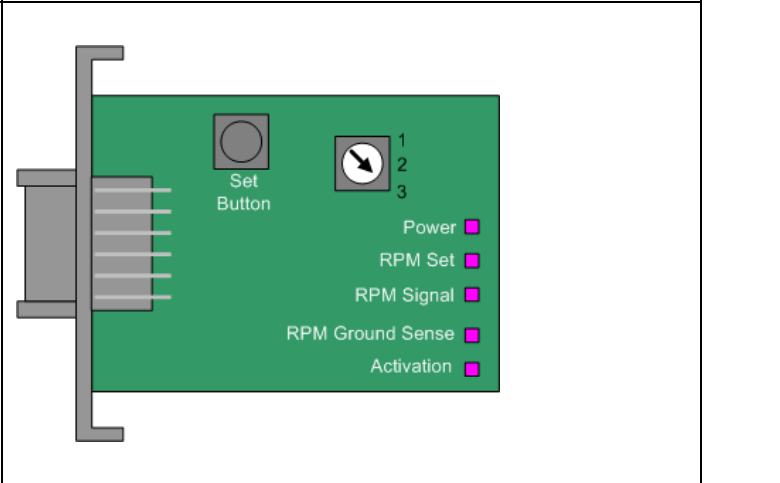 1
2
3
Set
Button
Power
RPM Set
RPM Signal
RPM Ground Sense
Activation